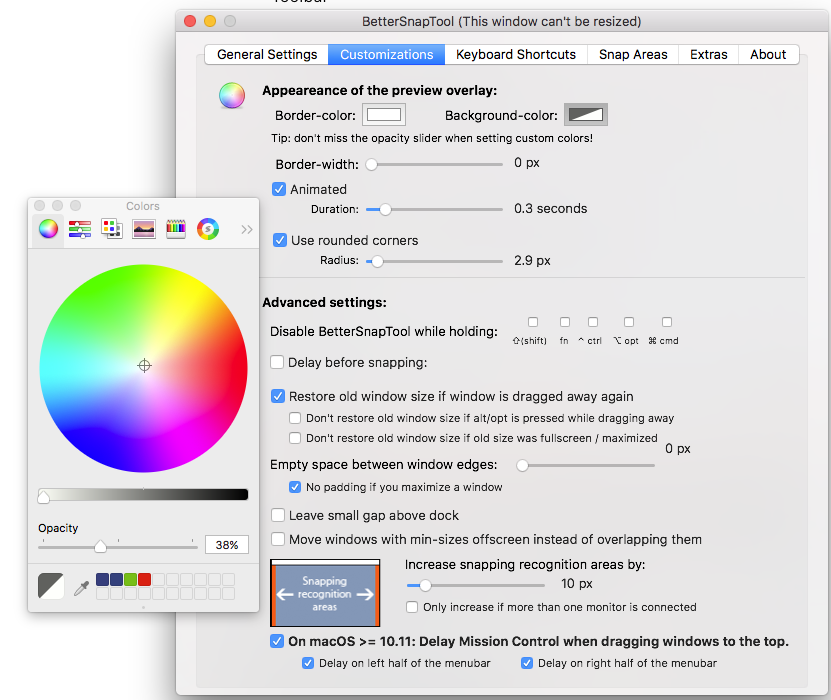 BetterSnapTool (This window can't be resized)
General Settings
Customizations
Keyboard Shortcuts
Snap Areas
Extras
About
Appeareance of the preview overlay:
Border-color:
Background-color:
Tip: don't miss the opacity slider when setting custom colors!
Border-width:
0 px
Animated
Duration:
0.3 seconds
Use rounded corners
Radius:
2.9 px
Advanced settings:
Disable BetterSnapTool while holding:
⇧(shift)
fn
^ ctrl
⌥ opt
⌘ cmd
Delay before snapping:
Restore old window size if window is dragged away again
Don't restore old window size if alt/opt is pressed while dragging away
Don't restore old window size if old size was fullscreen / maximized
Empty space between window edges:
0 px
No padding if you maximize a window
Leave small gap above dock
Move windows with min-sizes offscreen instead of overlapping them
Snapping
recognition
areas
Increase snapping recognition areas by:
10 px
Only increase if more than one monitor is connected
On macOS >= 10.11: Delay Mission Control when dragging windows to the top.
Delay on left half of the menubar
Delay on right half of the menubar
Colors
Opacity
38%